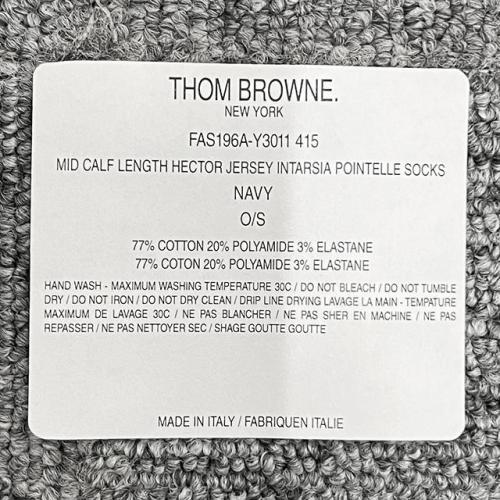 THOM BROWNE.
NEW YORK
FAS196A-Y3011 415
MID CALF LENGTH HECTOR JERSEY INTARSIA POINTELLE SOCKS
NAVY
O/S
77% COTTON 20% POLYAMIDE 3% ELASTANE
77% COTON 20% POLYAMIDE 3% ELASTANE
HAND WASH - MAXIMUM WASHING TEMPERATURE 30C / DO NOT BLEACH / DO NOT TUMBLE
DRY / DO NOT IRON / DO NOT DRY CLEAN / DRIP LINE DRYING LAVAGE LA MAIN - TEMPATURE
MAXIMUM DE LAVAGE 30C / NE PAS BLANCHER / NE PAS SHER EN MACHINE / NE PAS
REPASSER / NE PAS NETTOYER SEC / SHAGE GOUTTE GOUTTE
MADE IN ITALY / FABRIQUEN ITALIE